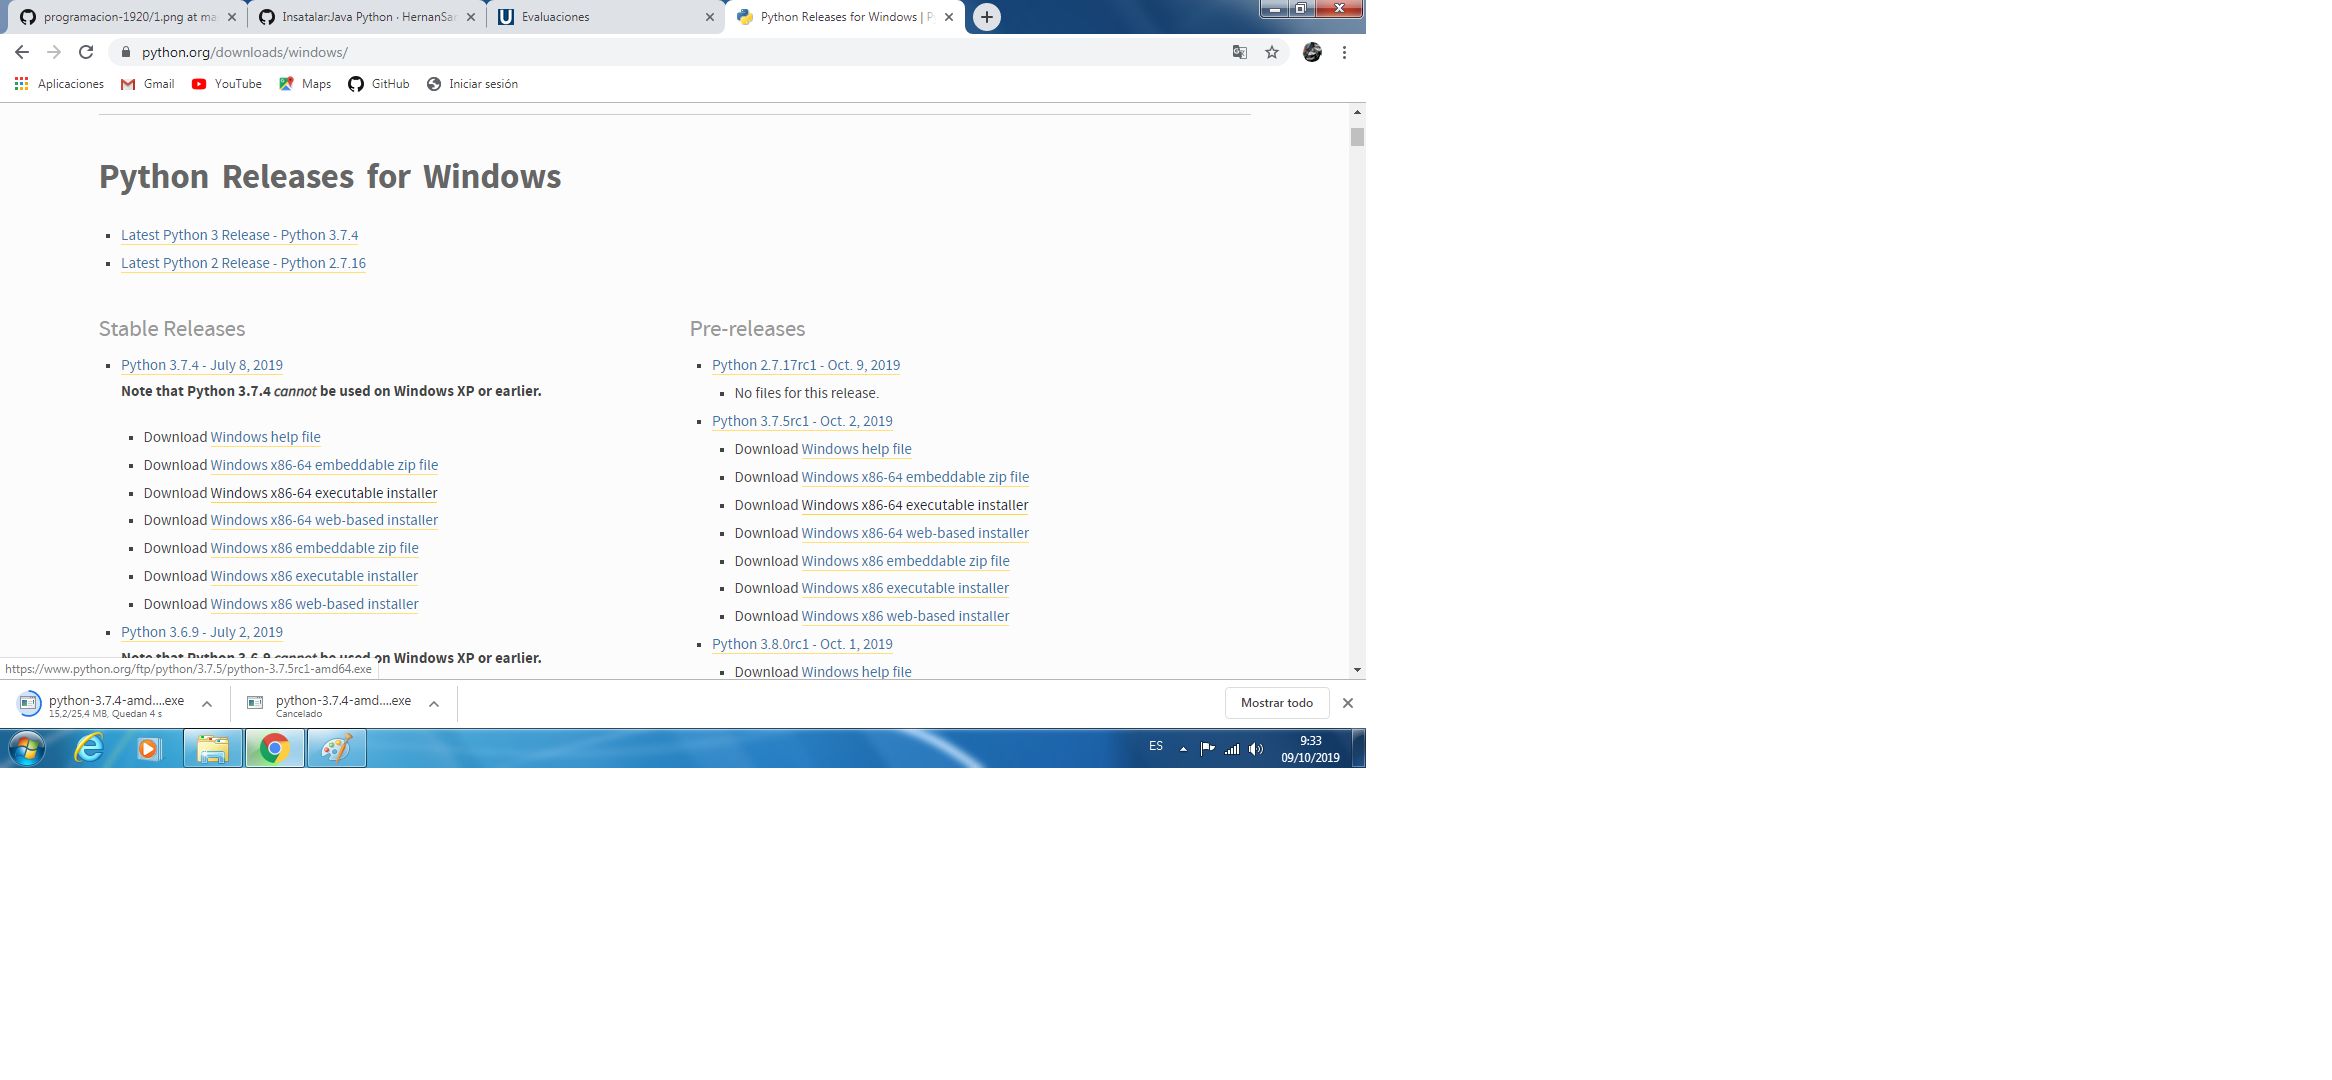 programacion-1920/1.png at ma
Insatalar:Java Python · HernanSar
Evaluaciones
Python Releases for Windows | P
python.org/downloads/windows/
Aplicaciones
Gmail
YouTube
Maps
GitHub
Iniciar sesión
Python Releases for Windows
Latest Python 3 Release - Python 3.7.4
Latest Python 2 Release - Python 2.7.16
Stable Releases
Python 3.7.4 - July 8, 2019
Note that Python 3.7.4 cannot be used on Windows XP or earlier.
Download Windows help file
Download Windows x86-64 embeddable zip file
Download Windows x86-64 executable installer
Download Windows x86-64 web-based installer
Download Windows x86 embeddable zip file
Download Windows x86 executable installer
Download Windows x86 web-based installer
Python 3.6.9 - July 2, 2019
Note that Python 3.6.9 cannot be used on Windows XP or earlier.
Pre-releases
Python 2.7.17rc1 - Oct. 9, 2019
No files for this release.
Python 3.7.5rc1 - Oct. 2, 2019
Download Windows help file
Download Windows x86-64 embeddable zip file
Download Windows x86-64 executable installer
Download Windows x86-64 web-based installer
Download Windows x86 embeddable zip file
Download Windows x86 executable installer
Download Windows x86 web-based installer
Python 3.8.0rc1 - Oct. 1, 2019
Download Windows help file
https://www.python.org/ftp/python/3.7.5/python-3.7.5rc1-amd64.exe
python-3.7.4-amd....exe
15,2/25,4 MB, Quedan 4 s
python-3.7.4-amd....exe
Cancelado
Mostrar todo
ES
9:33
09/10/2019